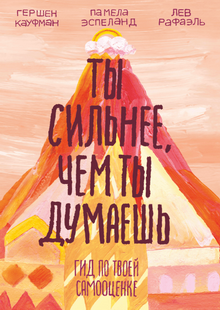 ГЕРШЕН КАУФМАН
ПАМЕЛА ЭСПЕЛАНД
ЛЕВ РАФАЭЛЬ
ТЫ
СИЛЬНЕЕ,
ЧЕМ ТЫ
ДУМАЕШЬ
ГИД ПО ТВОЕЙ
САМООЦЕНКЕ